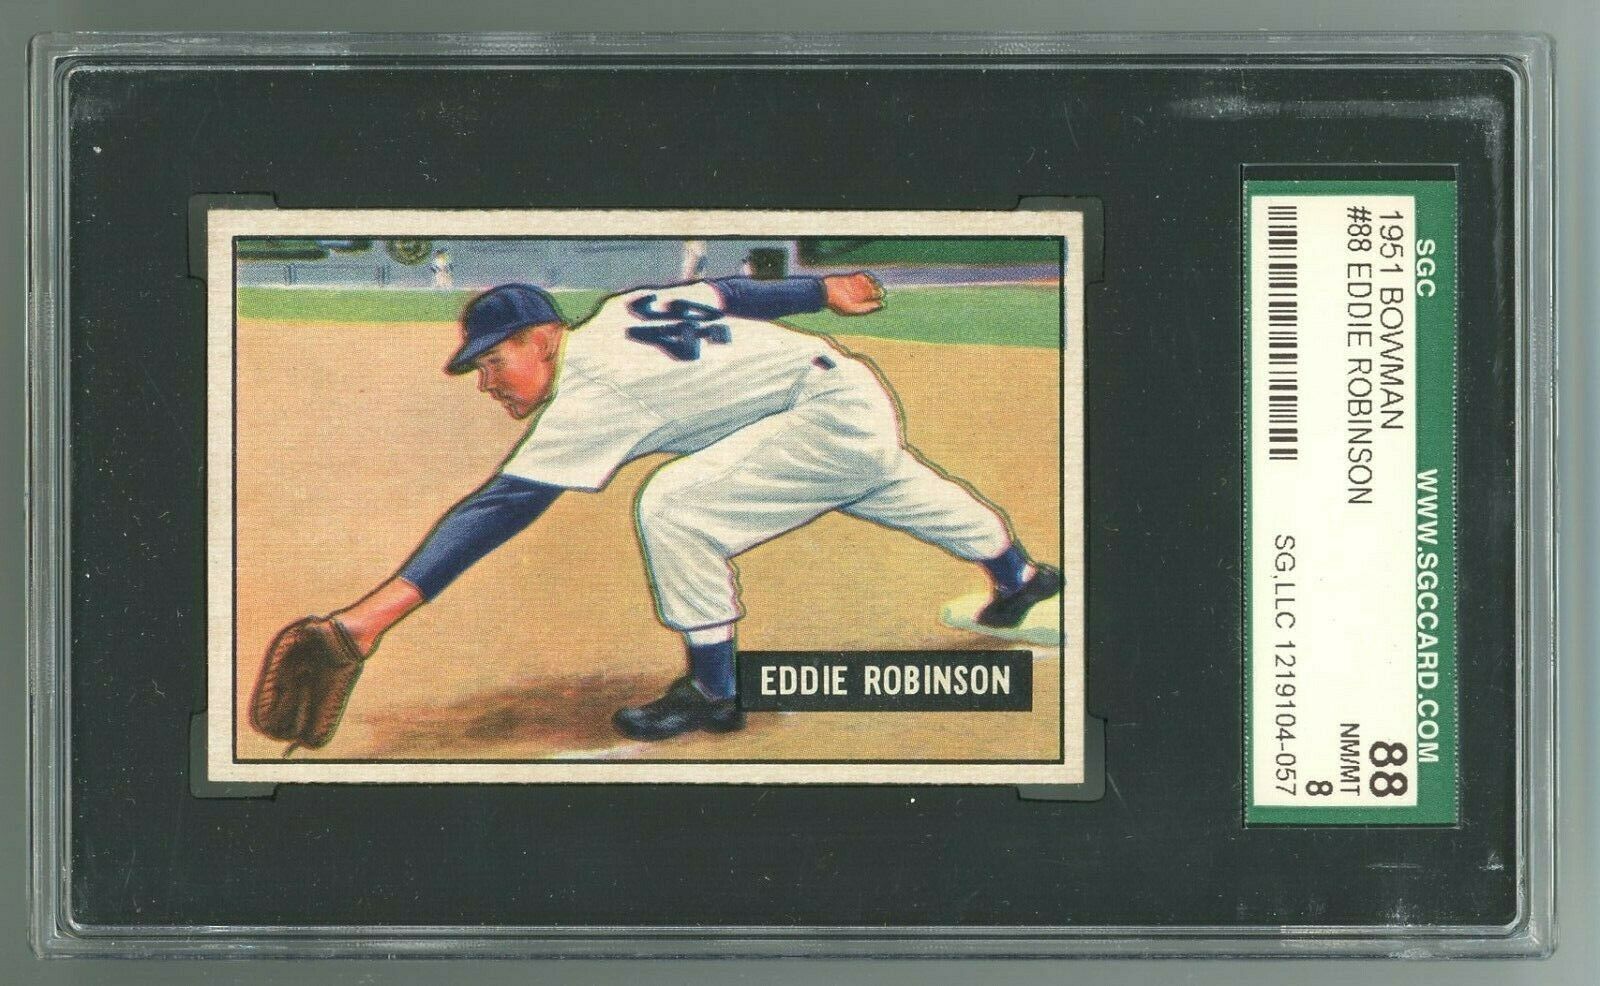 46
EDDIE ROBINSON
SGC WWW.SGCCARD.COM
1951 BOWMAN 88
#88 EDDIE ROBINSON NM/MT
8
SG,LLC 1219104-057